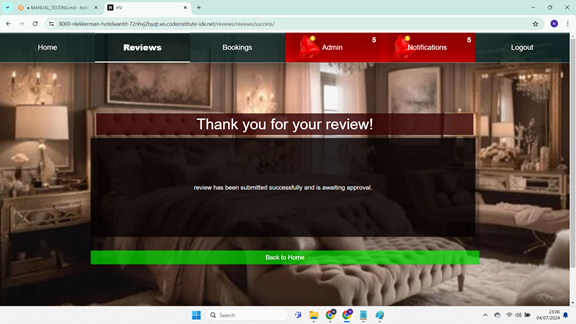 MANUAL_TESTING.md - hote
HV
8000-nikkkerman-hotelwantit-72nhvj2byqt.ws.codeinstitute-ide.net/reviews/reviews/success/
Home
Reviews
Bookings
Admin
5
Notifications
5
Logout
Thank you for your review!
review has been submitted successfully and is awaiting approval.
Back to Home
Search
23:06
04/07/2024